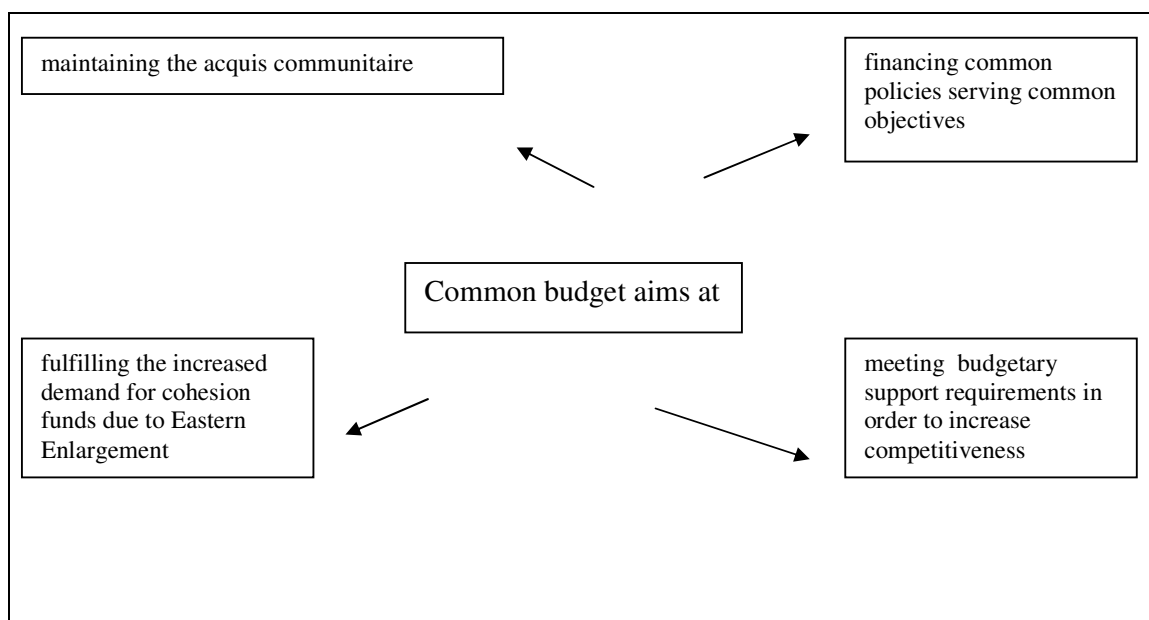 maintaining the acquis communitaire
financing common
policies serving common
objectives
Common budget aims at
fulfilling the increased
demand for cohesion
funds due to Eastern
Enlargement
meeting budgetary
support requirements in
order to increase
competitiveness